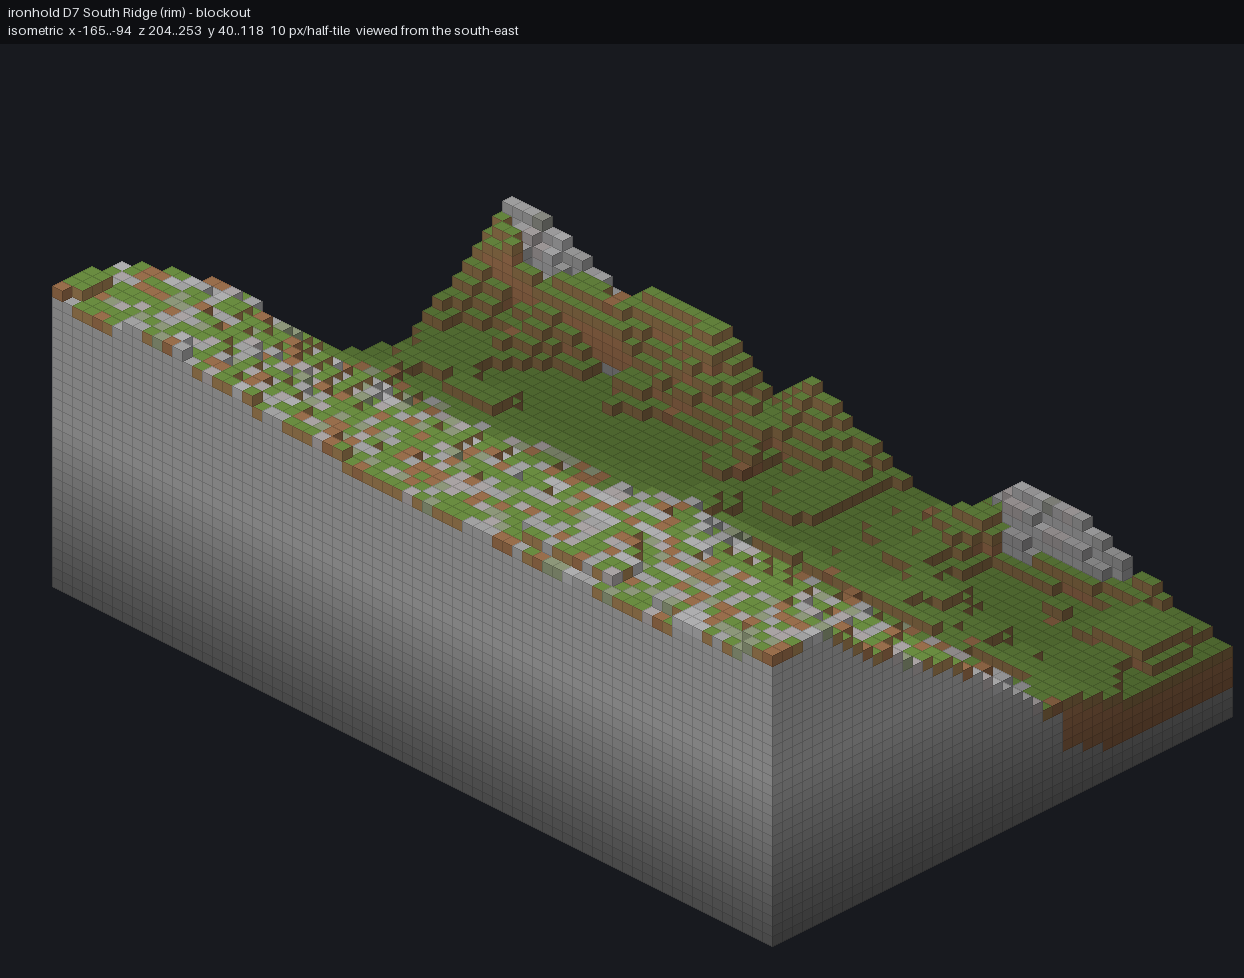 ironhold D7 South Ridge (rim) - blockout
isometric  x -165..-94  z 204..253  y 40..118  10 px/half-tile  viewed from the south-east